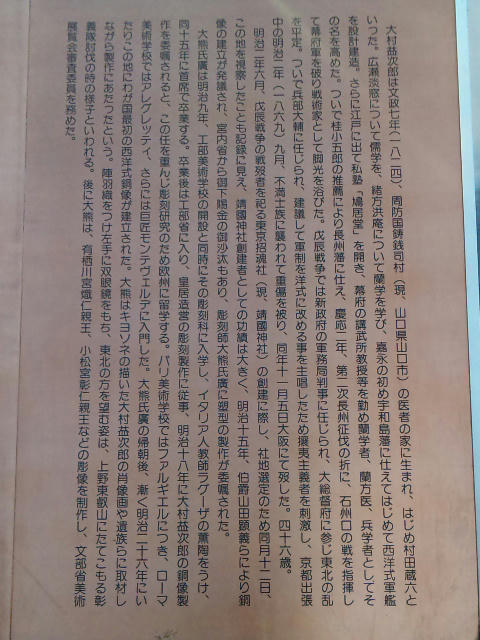 大村益次郎は文政七年(一八二四)、周防国鋳銭司村(現、山口県山口市)の医者の家に生まれ、はじめ村田蔵六と
いった。広瀬淡窓について儒学を、緒方洪庵について蘭学を学び、嘉永の初め宇和島藩に仕えてはじめて西洋式軍艦
を設計建造。さらに江戸に出て私塾「鳩居堂」を開き、幕府の講武所教授等を勤め蘭学者、蘭方医、兵学者としてそ
の名を高めた。ついで桂小五郎の推薦により長州藩に仕え、慶応二年、第二次長州征伐の折に、石州口の戦を指揮し
て幕府軍を破り戦術家として脚光を浴びた。戊辰戦争では新政府の軍務局判事に任じられ、大総督府に参じ東北の乱
を平定。ついで兵部大輔に任じられ、建議して軍制を洋式に改める事を主唱したため攘夷主義者を刺激し、京都出張
中の明治二年(一八六九)九月、不満士族に襲われて重傷を被り、同年十一月五日大阪にて歿した。四十六歳。
明治二年六月、戊辰戦争の戦歿者を祀る東京招魂社(現、靖國神社)の創建に際し、社地選定のため同月十二日、
この地を視察したことも記録に見え、靖國神社創建者としての功績は大きく、明治十五年、伯爵山田顕義らにより銅
像の建立が発議され、宮内省から御下賜金の御沙汰もあり、彫刻師大熊氏廣に塑型の製作が委嘱された。
大熊氏廣は明治九年、工部美術学校の開設と同時にその彫刻科に入学し、イタリア人教師ラグーザの薫陶をうけ、
同十五年に首席で卒業する。卒業後は工部省に入り、皇居造営の彫刻製作に従事、明治十八年に大村益次郎の銅像製
作を委嘱されると、この任を重んじ彫刻研究のため欧州に留学する。パリ美術学校ではファルギエルにつき、ローマ
美術学校ではアレグレッティ、さらには巨匠モンテヴェルデに入門した。大熊氏廣の帰朝後、漸く明治二十六年にい
たりこの地にわが国最初の西洋式銅像が建立された。大熊はキヨソネの描いた大村益次郎の肖像画や遺族らに取材し
ながら製作にあたったという。陣羽織をつけ左手に双眼鏡をもち、東北の方を望む姿は、上野東叡山にたてこもる彰
義隊討伐の時の様子といわれる。後に大熊は、有栖川宮熾仁親王、小松宮彰仁親王などの彫像を制作し、文部省美術
展覧会審査委員を務めた。